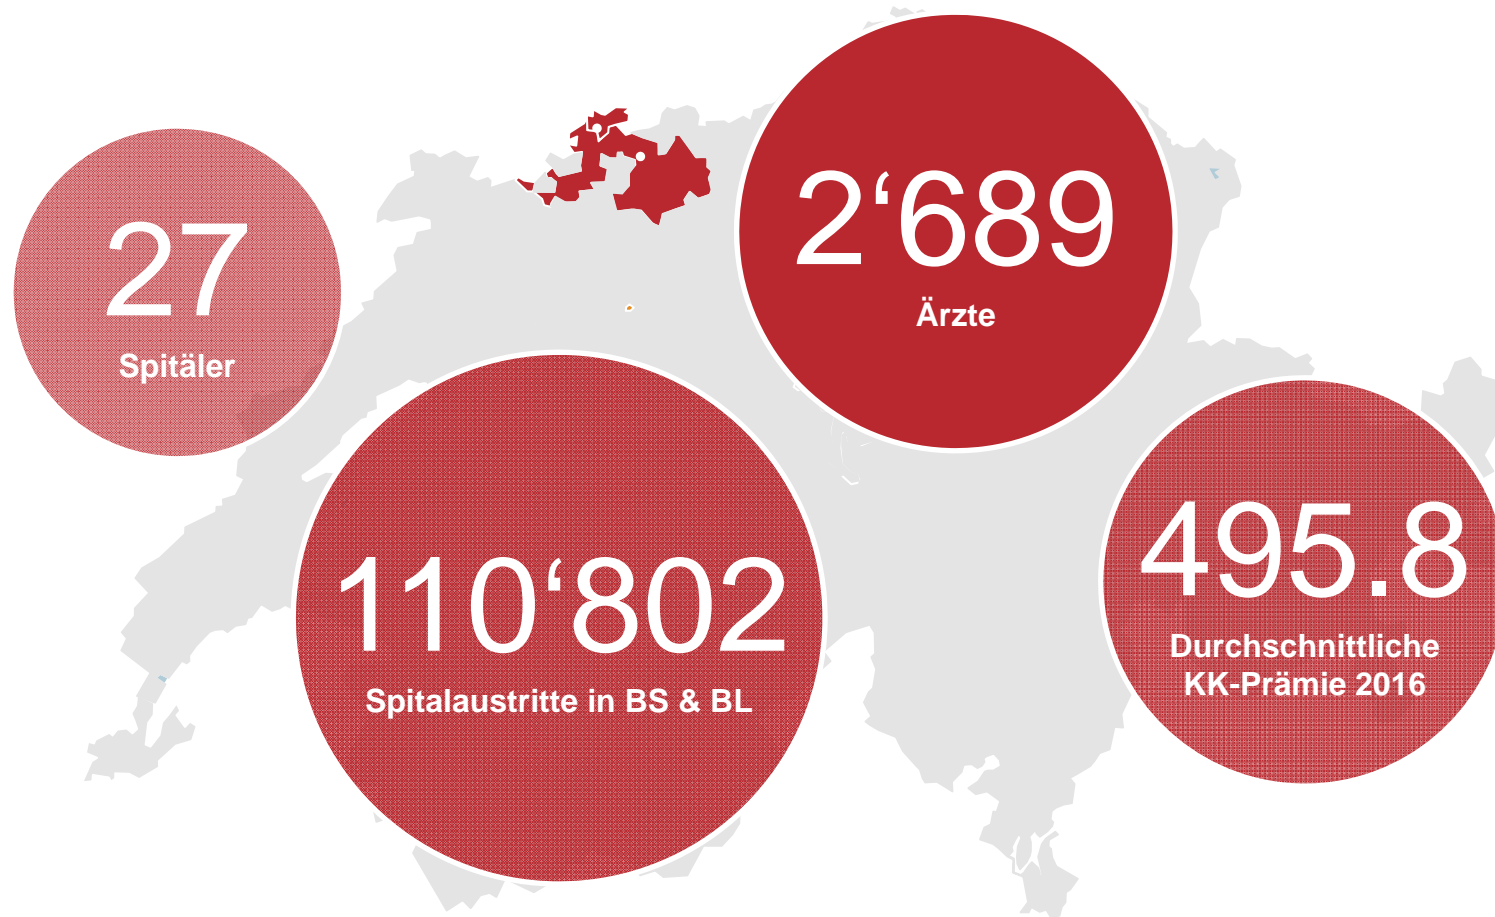 27
Spitäler
2‘689
Ärzte
110‘802
Spitalaustritte in BS & BL
495.8
Durchschnittliche
KK-Prämie 2016